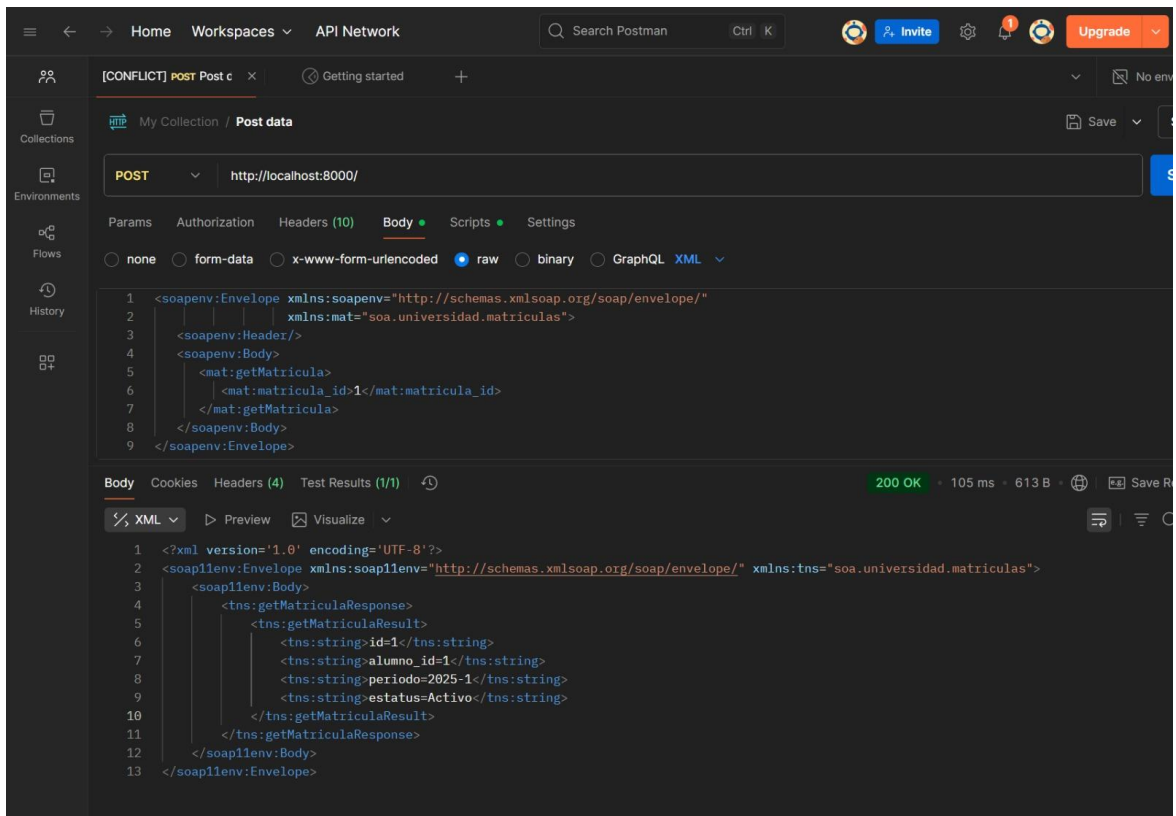 Home Workspaces API Network Search Postman Ctrl K Invite 1 Upgrade
[CONFLICT] POST Post d Getting started No env
Collections
Environments
Flows
History
HTTP My Collection / Post data Save
POST http://localhost:8000/
Params Authorization Headers (10) Body Scripts Settings
none form-data x-www-form-urlencoded raw binary GraphQL XML
1 <soapenv:Envelope xmlns:soapenv="http://schemas.xmlsoap.org/soap/envelope/"
2 xmlns:mat="soa.universidad.matriculas">
3 <soapenv:Header/>
4 <soapenv:Body>
5 <mat:getMatricula>
6 <mat:matricula_id>1</mat:matricula_id>
7 </mat:getMatricula>
8 </soapenv:Body>
9 </soapenv:Envelope>
Body Cookies Headers (4) Test Results (1/1) 200 OK 105 ms 613 B e.g. Save Re
XML Preview Visualize
1 <?xml version='1.0' encoding='UTF-8'?>
2 <soap11env:Envelope xmlns:soap11env="http://schemas.xmlsoap.org/soap/envelope/" xmlns:tns="soa.universidad.matriculas">
3 <soap11env:Body>
4 <tns:getMatriculaResponse>
5 <tns:getMatriculaResult>
6 <tns:string>id=1</tns:string>
7 <tns:string>alumno_id=1</tns:string>
8 <tns:string>periodo=2025-1</tns:string>
9 <tns:string>estatus=Activo</tns:string>
10 </tns:getMatriculaResult>
11 </tns:getMatriculaResponse>
12 </soap11env:Body>
13 </soap11env:Envelope>